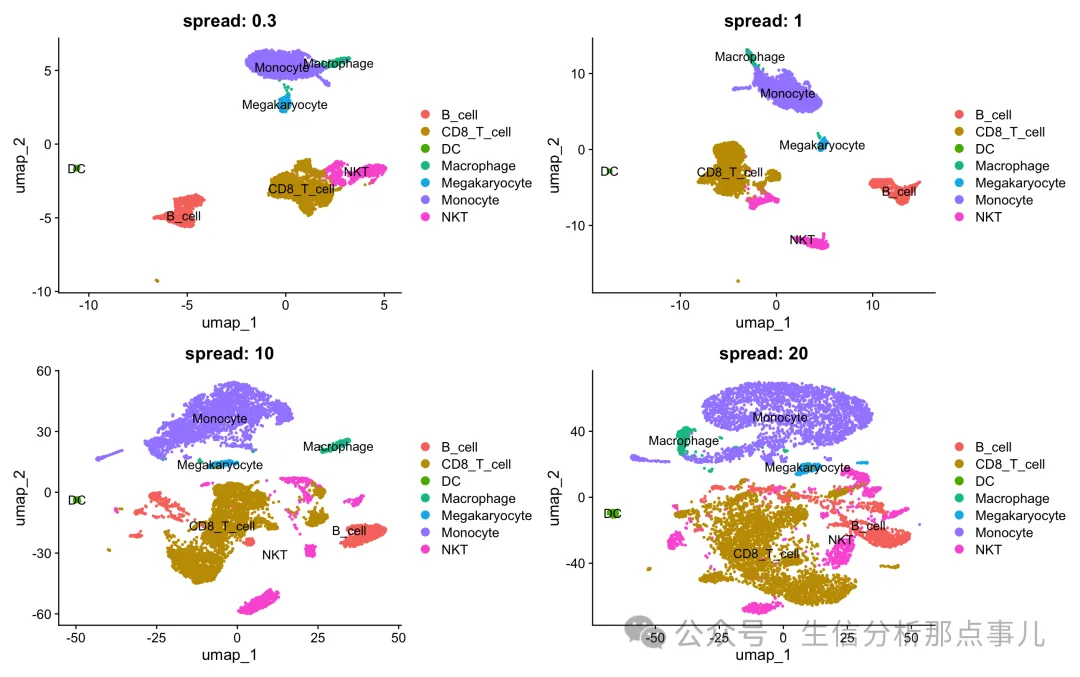 spread: 0.3
umap_2
5
0
-5
-10
Monocyte
Macrophage
Megakaryocyte
DC
NKT
CD8_T_cell
B_cell
-10
-5
0
5
umap_1
B_cell
CD8_T_cell
DC
Macrophage
Megakaryocyte
Monocyte
NKT
spread: 1
umap_2
10
0
-10
Macrophage
Monocyte
Megakaryocyte
DC
CD8_T_cell
B_cell
NKT
-10
0
10
umap_1
B_cell
CD8_T_cell
DC
Macrophage
Megakaryocyte
Monocyte
NKT
spread: 10
umap_2
60
30
0
-30
-60
Monocyte
Macrophage
Megakaryocyte
DC
CD8_T_cell
B_cell
NKT
-50
-25
0
25
50
umap_1
B_cell
CD8_T_cell
DC
Macrophage
Megakaryocyte
Monocyte
NKT
spread: 20
umap_2
40
0
-40
Monocyte
Macrophage
Megakaryocyte
DC
B_cell
NKT
CD8_T_cell
-50
-25
0
25
50
umap_1
B_cell
CD8_T_cell
DC
Macrophage
Megakaryocyte
Monocyte
NKT
公众号 · 生信分析那点事儿